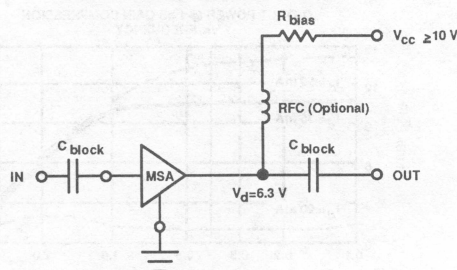 R bias
V cc ≥10 V
RFC (Optional)
C block
C block
IN
MSA
OUT
V d =6.3 V